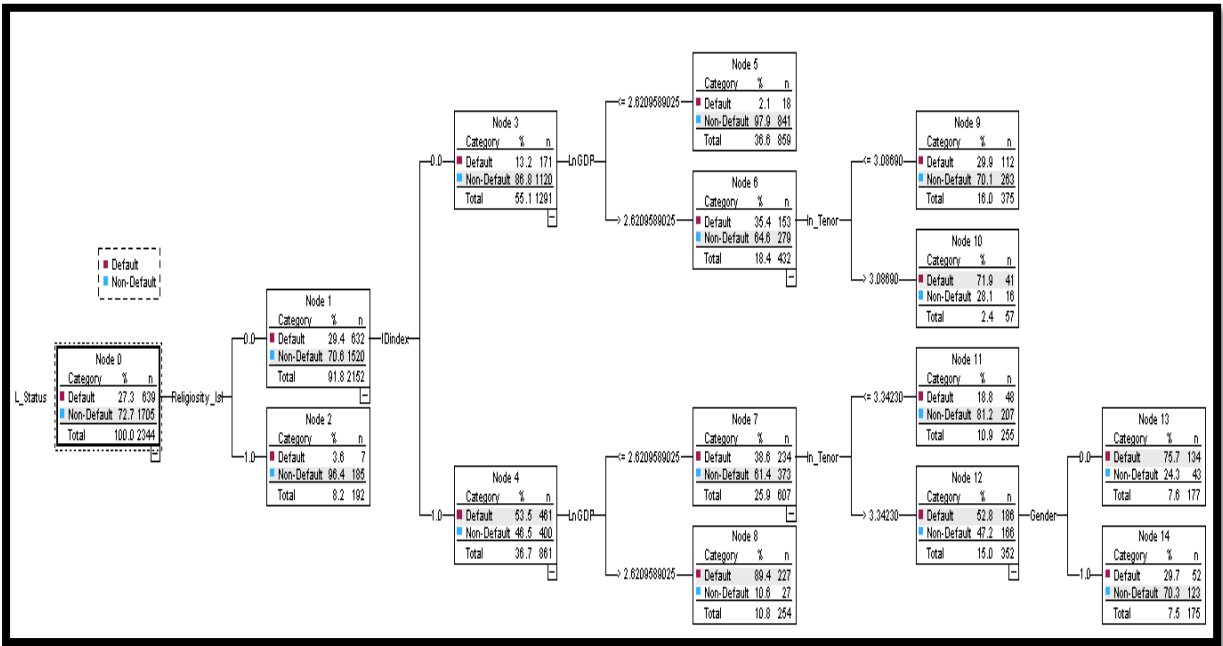 Default
Non-Default
L_Status
Node 0
Category % n
Default 27.3 639
Non-Default 72.7 1705
Total 100.0 2344
Religiosity_Isl
0.0
1.0
Node 1
Category % n
Default 29.4 632
Non-Default 70.6 1520
Total 91.8 2152
Node 2
Category % n
Default 3.6 7
Non-Default 96.4 185
Total 8.2 192
IDindex
0.0
1.0
Node 3
Category % n
Default 13.2 171
Non-Default 86.8 1120
Total 55.1 1291
Node 4
Category % n
Default 53.5 461
Non-Default 46.5 400
Total 36.7 861
LnGDP
<= 2.6209589025
> 2.6209589025
Node 5
Category % n
Default 2.1 18
Non-Default 97.9 841
Total 36.6 859
Node 6
Category % n
Default 35.4 153
Non-Default 64.6 279
Total 18.4 432
LnGDP
<= 2.6209589025
> 2.6209589025
Node 7
Category % n
Default 38.6 234
Non-Default 61.4 373
Total 25.9 607
Node 8
Category % n
Default 89.4 227
Non-Default 10.6 27
Total 10.8 254
ln_Tenor
<= 3.08690
> 3.08690
Node 9
Category % n
Default 29.9 112
Non-Default 70.1 263
Total 16.0 375
Node 10
Category % n
Default 71.9 41
Non-Default 28.1 16
Total 2.4 57
ln_Tenor
<= 3.34230
> 3.34230
Node 11
Category % n
Default 18.8 48
Non-Default 81.2 207
Total 10.9 255
Node 12
Category % n
Default 52.8 186
Non-Default 47.2 166
Total 15.0 352
Gender
0.0
1.0
Node 13
Category % n
Default 75.7 134
Non-Default 24.3 43
Total 7.6 177
Node 14
Category % n
Default 29.7 52
Non-Default 70.3 123
Total 7.5 175